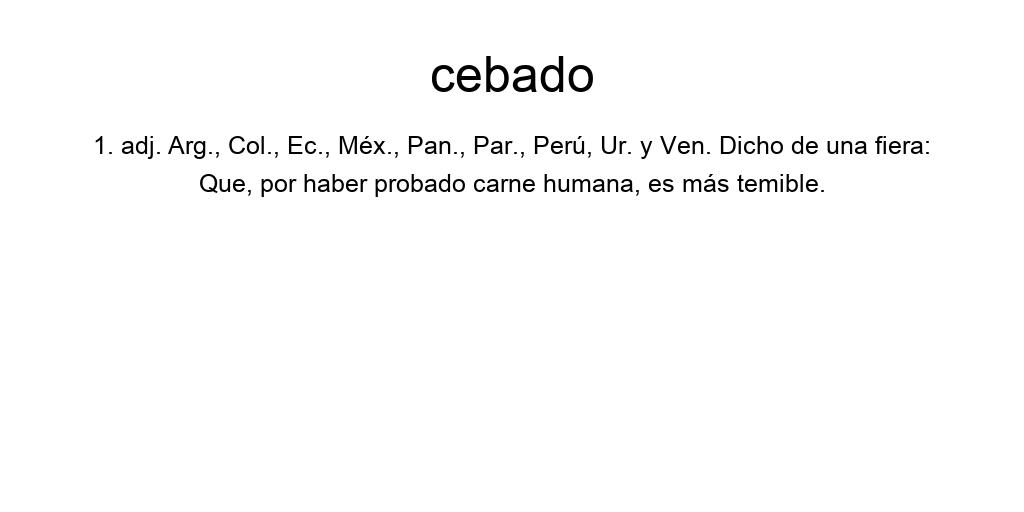 cebado
1. adj. Arg., Col., Ec., Méx., Pan., Par., Perú, Ur. y Ven. Dicho de una fiera:
Que, por haber probado carne humana, es más temible.